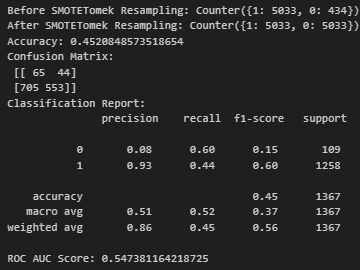 Before SMOTETomek Resampling: Counter({1: 5033, 0: 434})
After SMOTETomek Resampling: Counter({1: 5033, 0: 5033})
Accuracy: 0.4520848573518654
Confusion Matrix:
[[ 65  44]
[705 553]]
Classification Report:
precision    recall  f1-score   support
0       0.08      0.60      0.15       109
1       0.93      0.44      0.60      1258
accuracy                           0.45      1367
macro avg       0.51      0.52      0.37      1367
weighted avg       0.86      0.45      0.56      1367
ROC AUC Score: 0.547381164218725